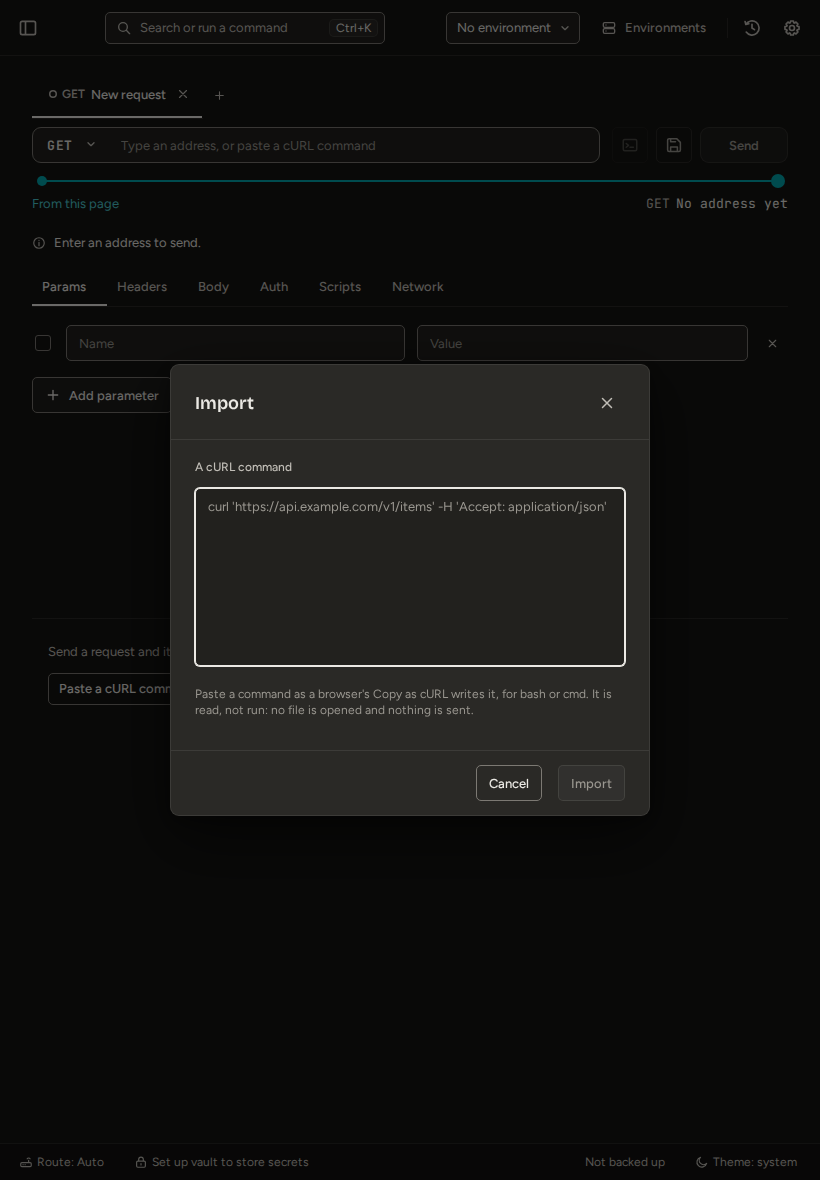 Search or run a command Ctrl+K No environment Environments
GET New request
GET Type an address, or paste a cURL command Send
From this page GET No address yet
Enter an address to send.
Params Headers Body Auth Scripts Network
Name Value
Add parameter
Import
A cURL command
curl 'https://api.example.com/v1/items' -H 'Accept: application/json'
Send a request and it
Paste a cURL comm
Paste a command as a browser's Copy as cURL writes it, for bash or cmd. It is
read, not run: no file is opened and nothing is sent.
Cancel Import
Route: Auto Set up vault to store secrets Not backed up Theme: system